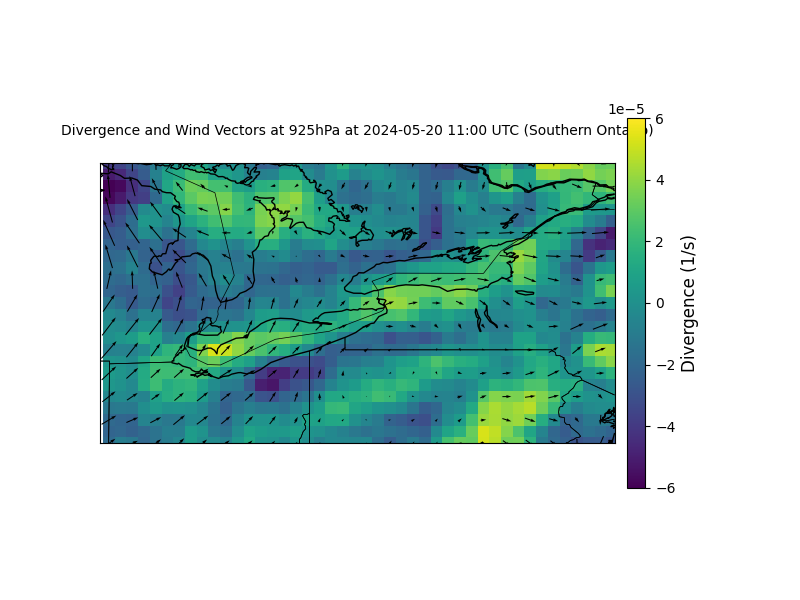 1e−5
Divergence and Wind Vectors at 925hPa at 2024-05-20 11:00 UTC (Southern Ontario)
6
4
2
0
−2
−4
−6
Divergence (1/s)